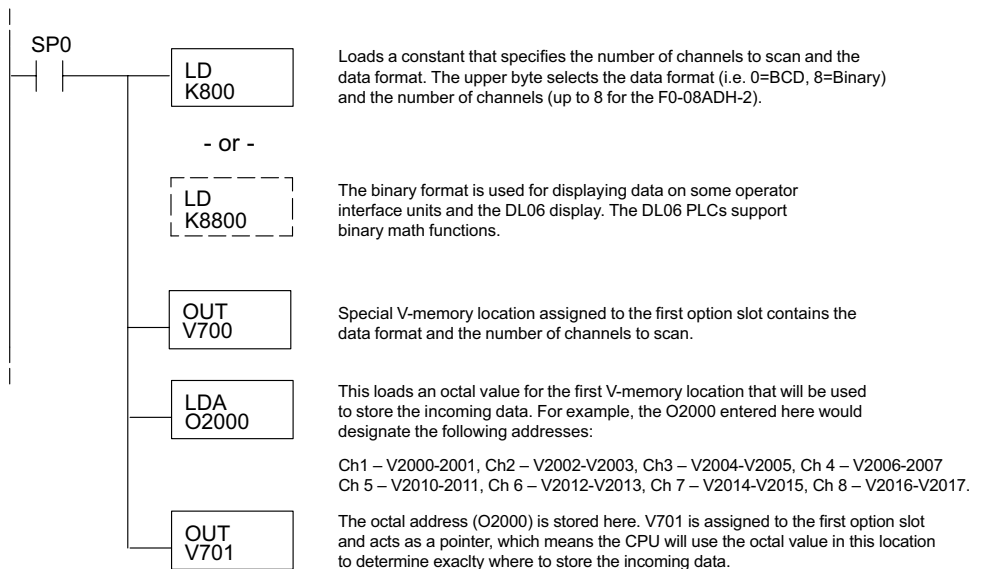 SP0
LD
K800
Loads a constant that specifies the number of channels to scan and the
data format. The upper byte selects the data format (i.e. 0=BCD, 8=Binary)
and the number of channels (up to 8 for the F0-08ADH-2).
- or -
LD
K8800
The binary format is used for displaying data on some operator
interface units and the DL06 display. The DL06 PLCs support
binary math functions.
OUT
V700
Special V-memory location assigned to the first option slot contains the
data format and the number of channels to scan.
LDA
O2000
This loads an octal value for the first V-memory location that will be used
to store the incoming data. For example, the O2000 entered here would
designate the following addresses:
Ch1 – V2000-2001, Ch2 – V2002-V2003, Ch3 – V2004-V2005, Ch 4 – V2006-2007
Ch 5 – V2010-2011, Ch 6 – V2012-V2013, Ch 7 – V2014-V2015, Ch 8 – V2016-V2017.
OUT
V701
The octal address (O2000) is stored here. V701 is assigned to the first option slot
and acts as a pointer, which means the CPU will use the octal value in this location
to determine exaclty where to store the incoming data.